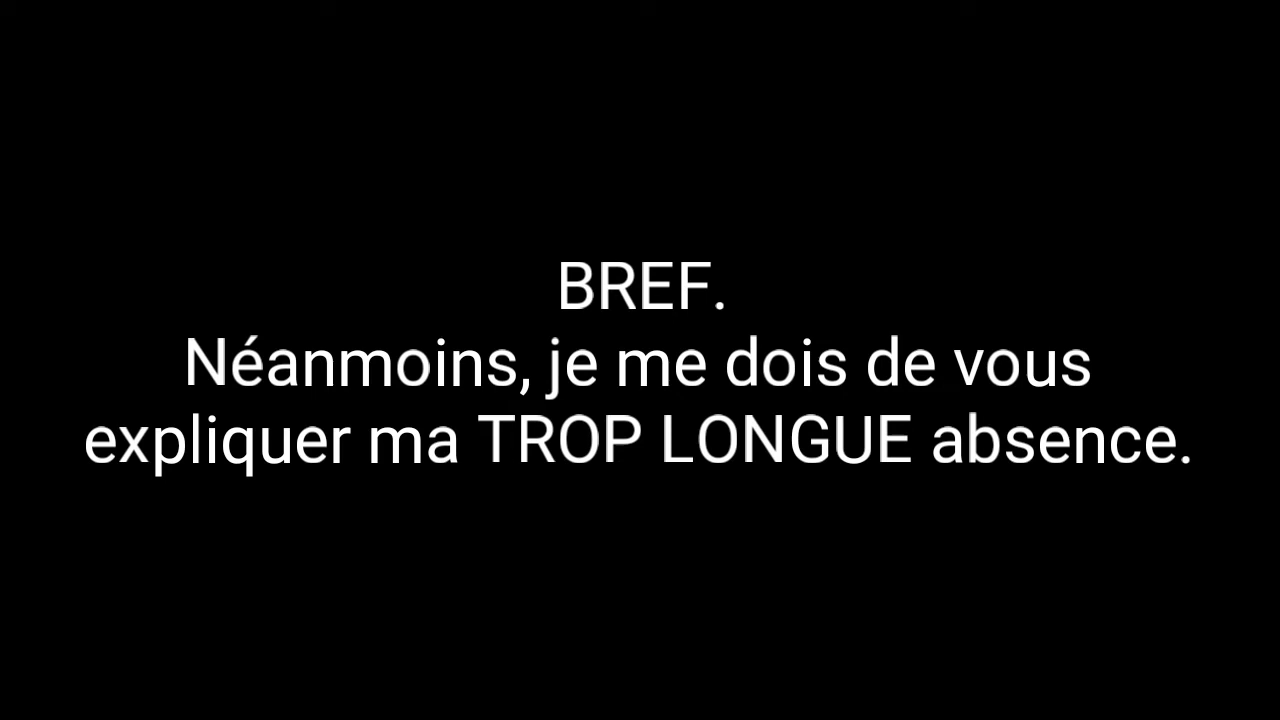 BREF.
Néanmoins, je me dois de vous
expliquer ma TROP LONGUE absence.